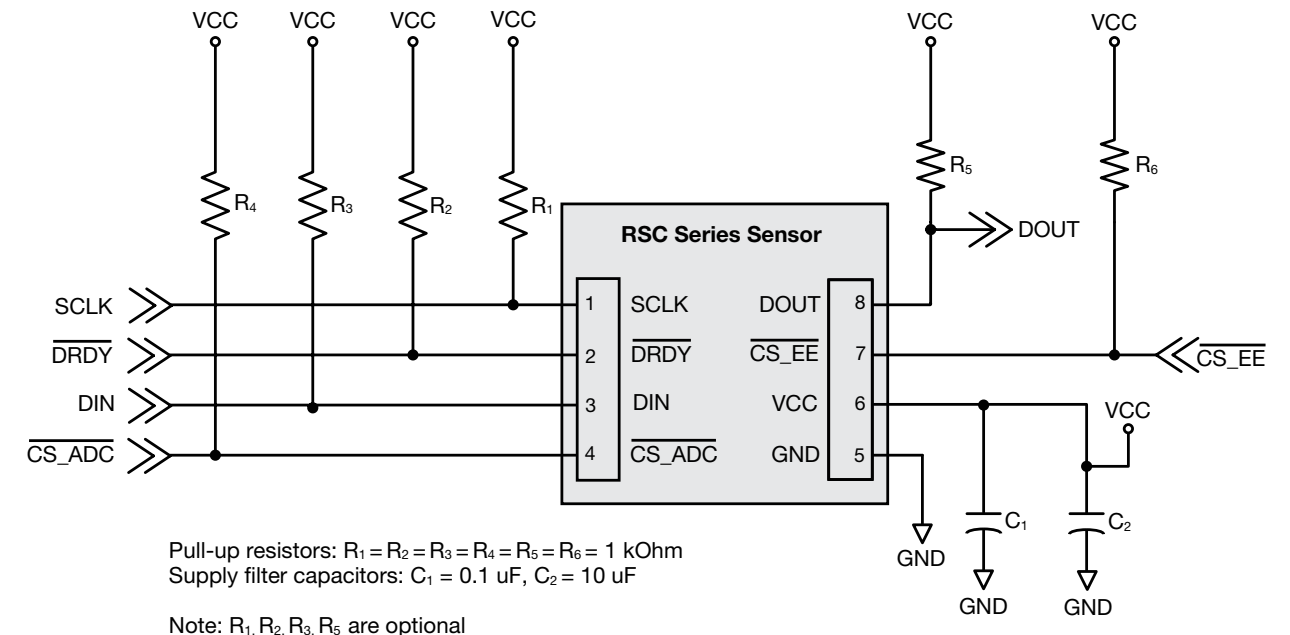 VCC VCC VCC VCC VCC VCC
R₄ R₃ R₂ R₁ R₅ R₆
RSC Series Sensor
DOUT
SCLK 1 SCLK DOUT 8
DRDY 2 DRDY CS_EE 7 CS_EE
DIN 3 DIN VCC 6 VCC
CS_ADC 4 CS_ADC GND 5
C₁ C₂
GND
GND GND
Pull-up resistors: R₁ = R₂ = R₃ = R₄ = R₅ = R₆ = 1 kOhm
Supply filter capacitors: C₁ = 0.1 uF, C₂ = 10 uF
Note: R₁, R₂, R₃, R₅ are optional